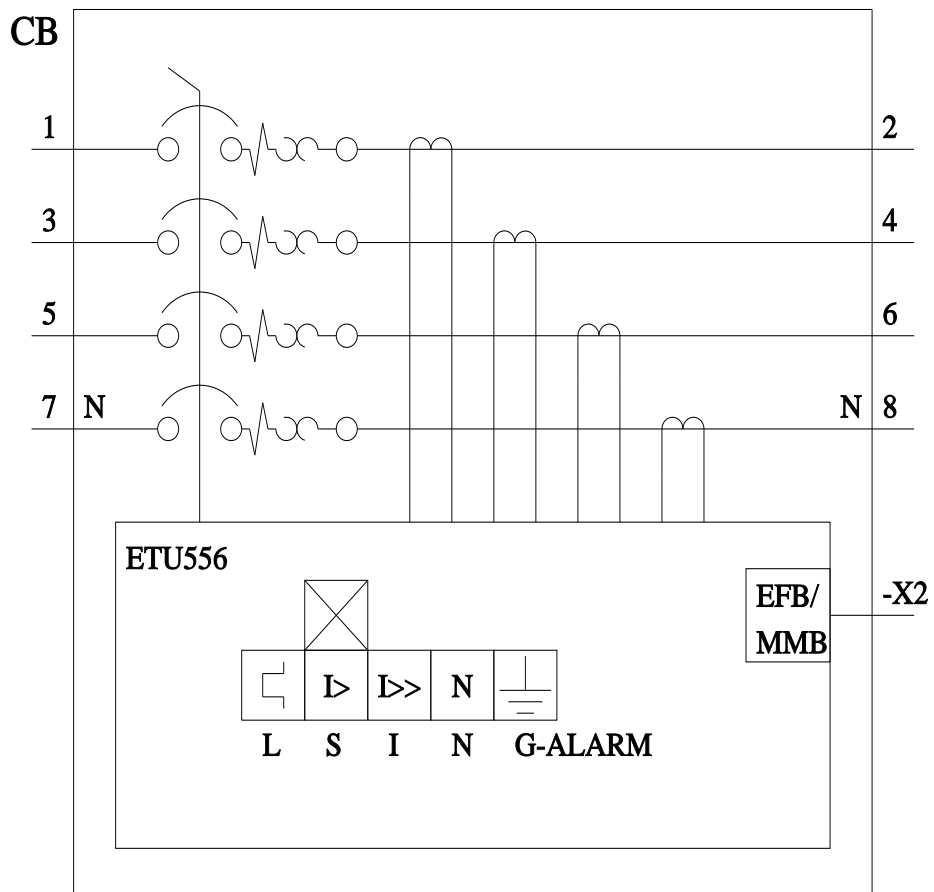 CB
1 2
3 4
5 6
7 N N 8
ETU556
EFB/ -X2
MMB
I> I>> N
L S I N G-ALARM